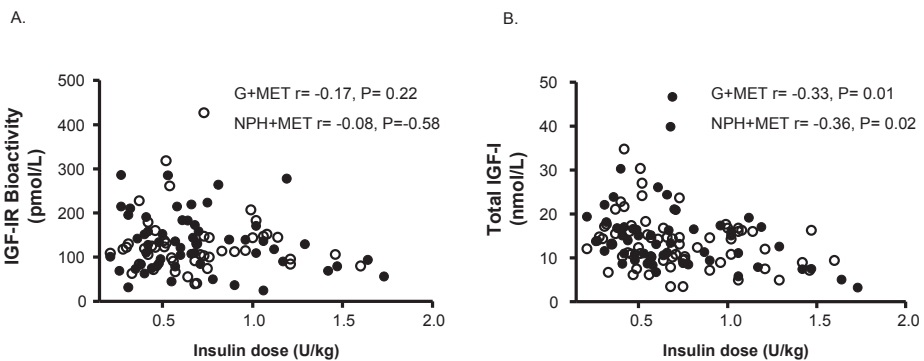 A.
IGF-IR Bioactivity
(pmol/L)
500
400
300
200
100
0
G+MET r= -0.17, P= 0.22
NPH+MET r= -0.08, P=-0.58
0.5
1.0
1.5
2.0
Insulin dose (U/kg)
B.
Total IGF-I
(nmol/L)
50
40
30
20
10
0
G+MET r= -0.33, P= 0.01
NPH+MET r= -0.36, P= 0.02
0.5
1.0
1.5
2.0
Insulin dose (U/kg)